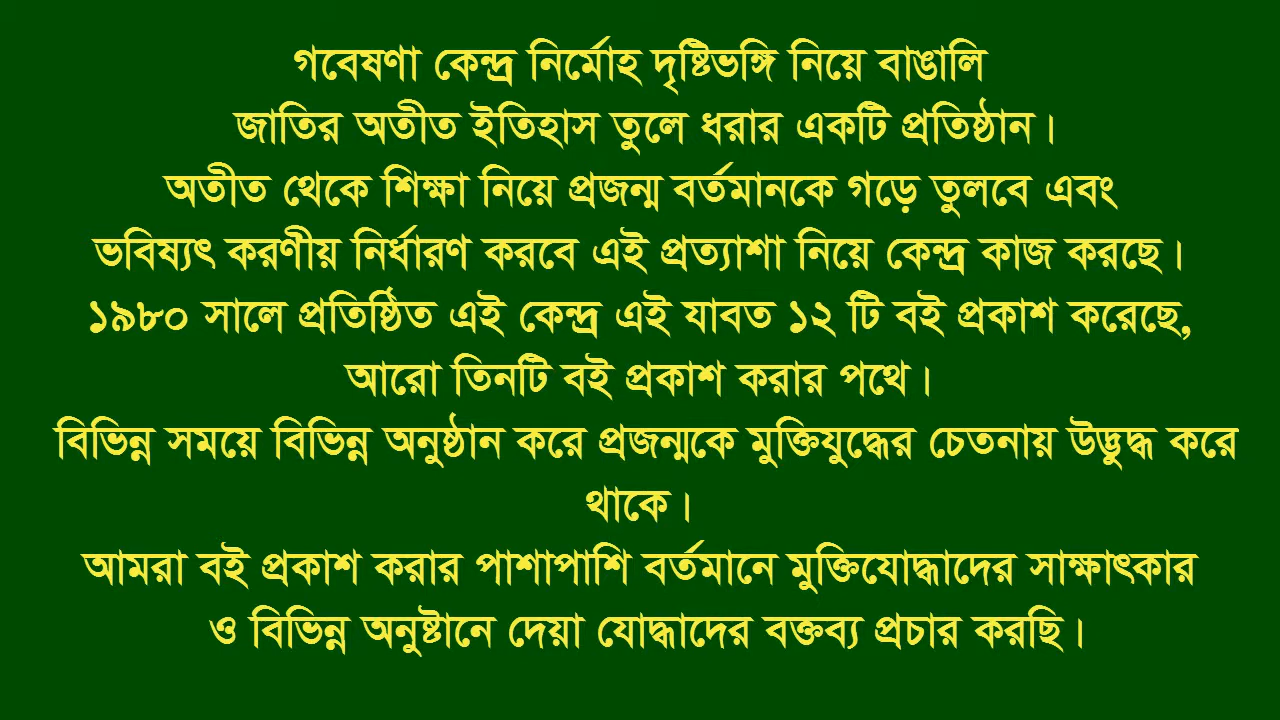 গবেষণা কেন্দ্র নির্মোহ দৃষ্টিভঙ্গি নিয়ে বাঙালি
জাতির অতীত ইতিহাস তুলে ধরার একটি প্রতিষ্ঠান।
অতীত থেকে শিক্ষা নিয়ে প্রজন্ম বর্তমানকে গড়ে তুলবে এবং
ভবিষ্যৎ করণীয় নির্ধারণ করবে এই প্রত্যাশা নিয়ে কেন্দ্র কাজ করছে।
১৯৮০ সালে প্রতিষ্ঠিত এই কেন্দ্র এই যাবত ১২ টি বই প্রকাশ করেছে,
আরো তিনটি বই প্রকাশ করার পথে।
বিভিন্ন সময়ে বিভিন্ন অনুষ্ঠান করে প্রজন্মকে মুক্তিযুদ্ধের চেতনায় উদ্ভুদ্ধ করে
থাকে।
আমরা বই প্রকাশ করার পাশাপাশি বর্তমানে মুক্তিযোদ্ধাদের সাক্ষাৎকার
ও বিভিন্ন অনুষ্টানে দেয়া যোদ্ধাদের বক্তব্য প্রচার করছি।